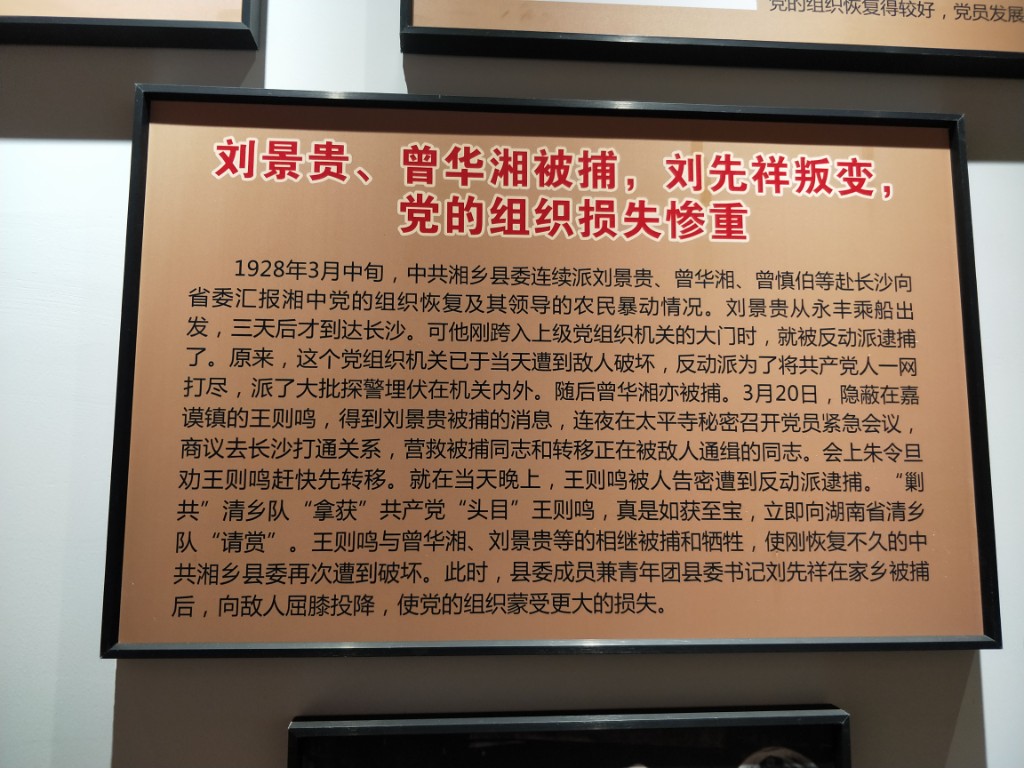 党的组织恢复得较好，党员发展
刘景贵、曾华湘被捕，刘先祥叛变，
党的组织损失惨重
1928年3月中旬，中共湘乡县委连续派刘景贵、曾华湘、曾慎伯等赴长沙向
省委汇报湘中党的组织恢复及其领导的农民暴动情况。刘景贵从永丰乘船出
发，三天后才到达长沙。可他刚跨入上级党组织机关的大门时，就被反动派逮捕
了。原来，这个党组织机关已于当天遭到敌人破坏，反动派为了将共产党人一网
打尽，派了大批探警埋伏在机关内外。随后曾华湘亦被捕。3月20日，隐蔽在嘉
谟镇的王则鸣，得到刘景贵被捕的消息，连夜在太平寺秘密召开党员紧急会议，
商议去长沙打通关系，营救被捕同志和转移正在被敌人通缉的同志。会上朱令旦
劝王则鸣赶快先转移。就在当天晚上，王则鸣被人告密遭到反动派逮捕。“剿
共”清乡队“拿获”共产党“头目”王则鸣，真是如获至宝，立即向湖南省清乡
队“请赏”。王则鸣与曾华湘、刘景贵等的相继被捕和牺牲，使刚恢复不久的中
共湘乡县委再次遭到破坏。此时，县委成员兼青年团县委书记刘先祥在家乡被捕
后，向敌人屈膝投降，使党的组织蒙受更大的损失。